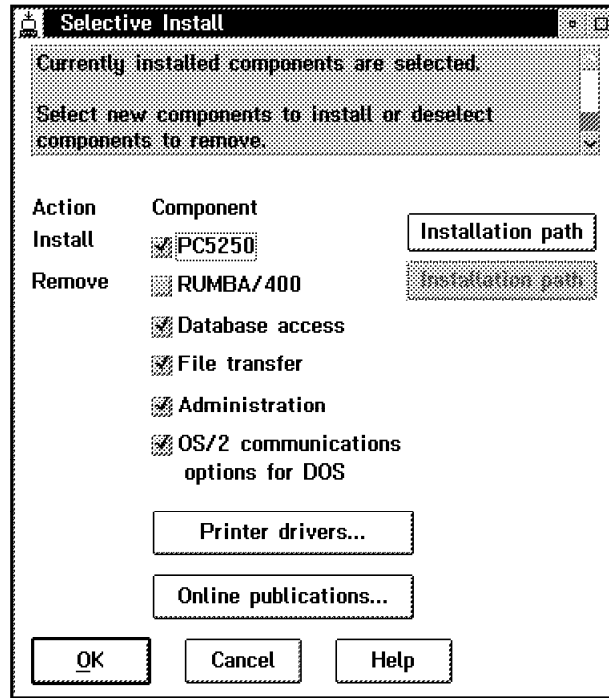 Selective Install
Currently installed components are selected.
Select new components to install or deselect
components to remove.
Action Component
Install PC5250 Installation path
Remove RUMBA/400 Installation path
Database access
File transfer
Administration
OS/2 communications
options for DOS
Printer drivers...
Online publications...
OK Cancel Help